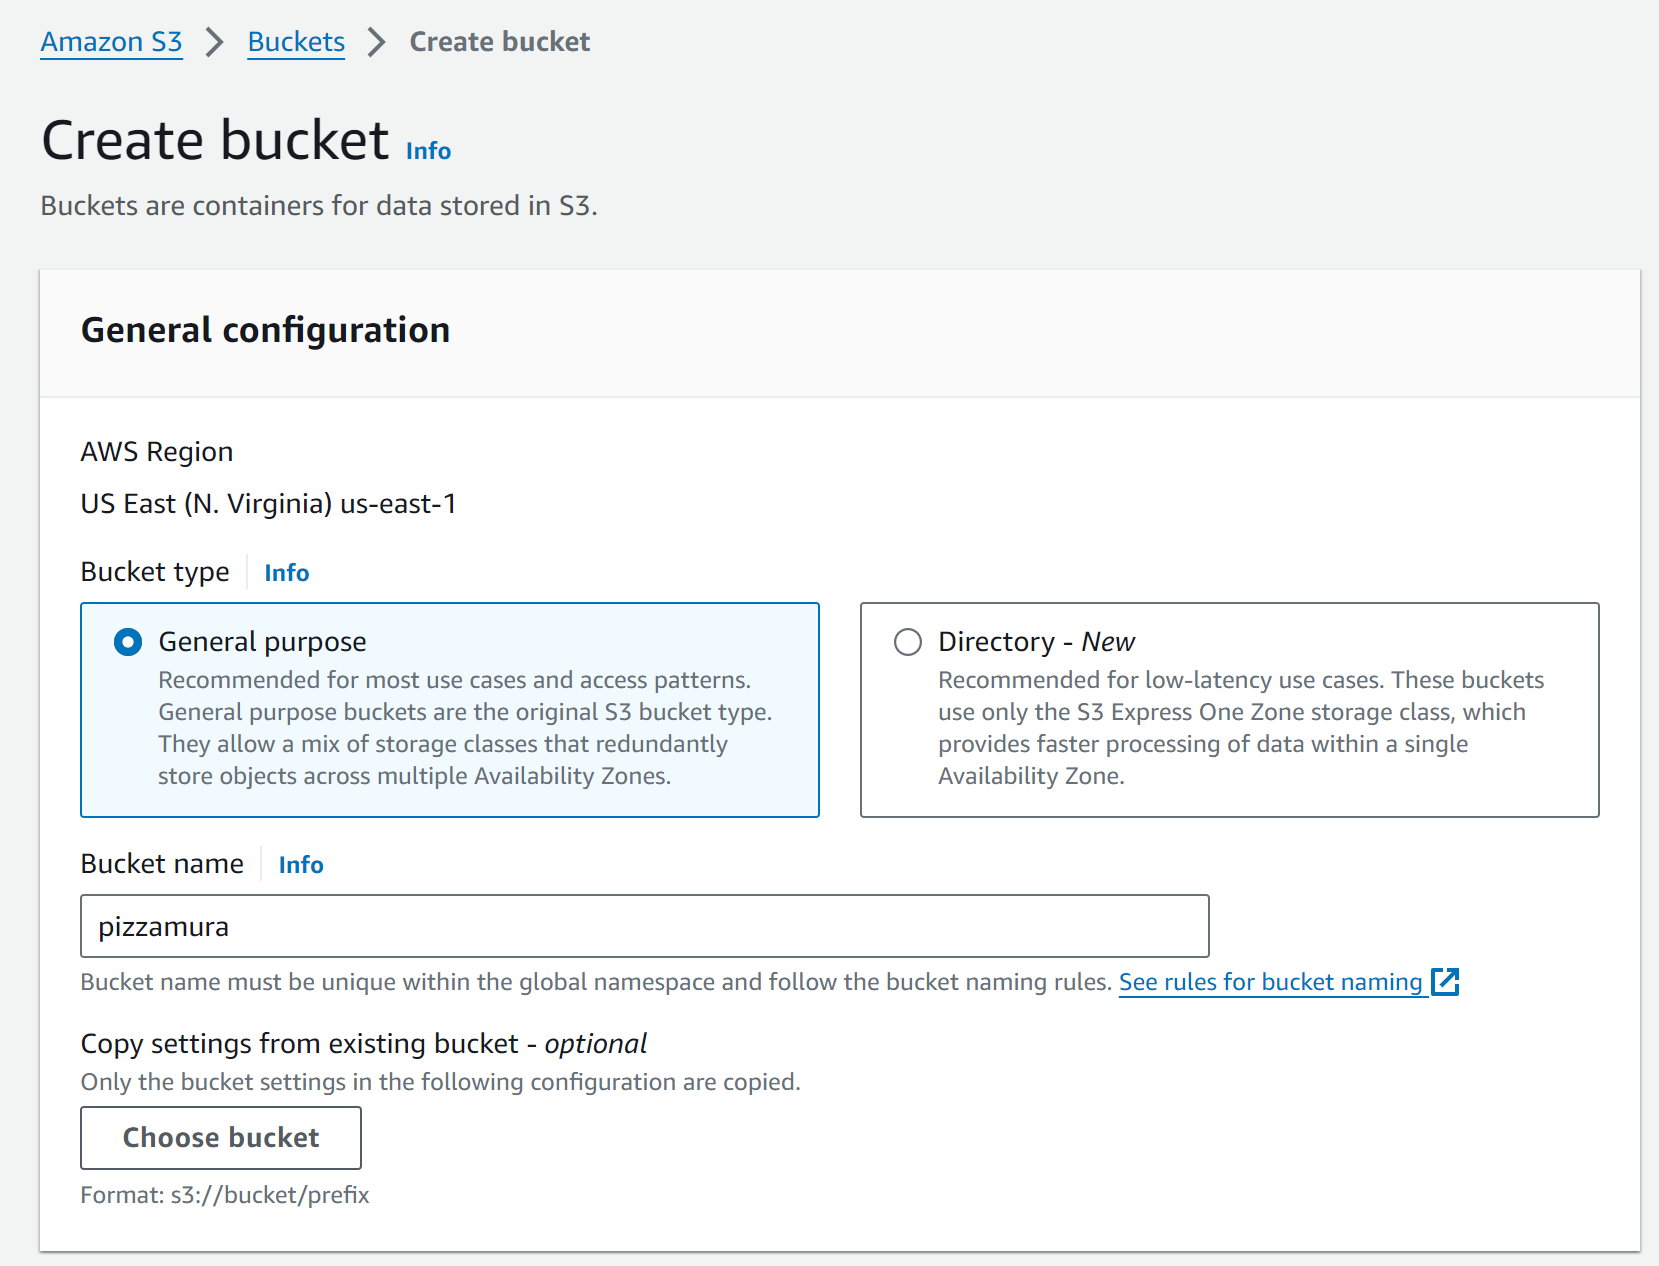 Amazon S3 > Buckets > Create bucket
Create bucket Info
Buckets are containers for data stored in S3.
General configuration
AWS Region
US East (N. Virginia) us-east-1
Bucket type Info
General purpose
Recommended for most use cases and access patterns.
General purpose buckets are the original S3 bucket type.
They allow a mix of storage classes that redundantly
store objects across multiple Availability Zones.
Directory - New
Recommended for low-latency use cases. These buckets
use only the S3 Express One Zone storage class, which
provides faster processing of data within a single
Availability Zone.
Bucket name Info
pizzamura
Bucket name must be unique within the global namespace and follow the bucket naming rules. See rules for bucket naming
Copy settings from existing bucket - optional
Only the bucket settings in the following configuration are copied.
Choose bucket
Format: s3://bucket/prefix